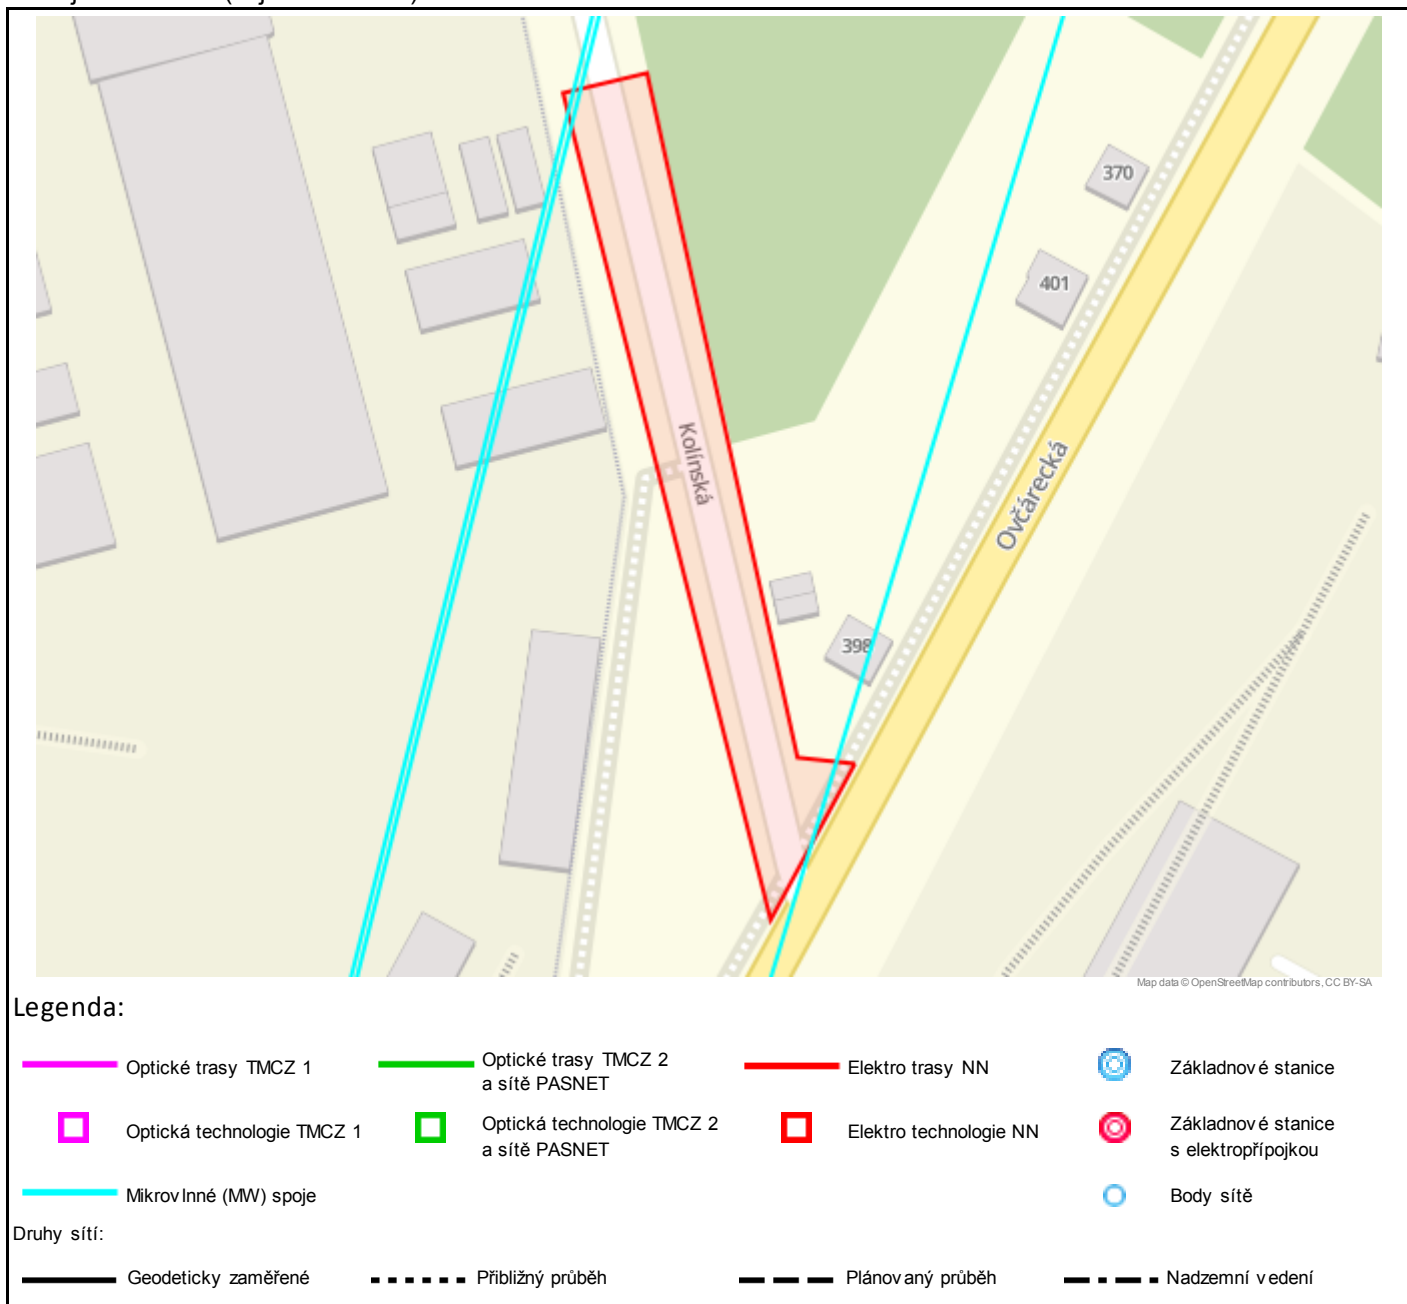 370
401
Kolínská
Ovčárecká
398
Map data © OpenStreetMap contributors, CC BY-SA
Legenda:
Optické trasy TMCZ 1
Optické trasy TMCZ 2
a sítě PASNET
Elektro trasy NN
Základnové stanice
Optická technologie TMCZ 1
Optická technologie TMCZ 2
a sítě PASNET
Elektro technologie NN
Základnové stanice
s elektropřípojkou
Mikrovlnné (MW) spoje
Body sítě
Druhy sítí:
Geodeticky zaměřené
Přibližný průběh
Plánovaný průběh
Nadzemní vedení